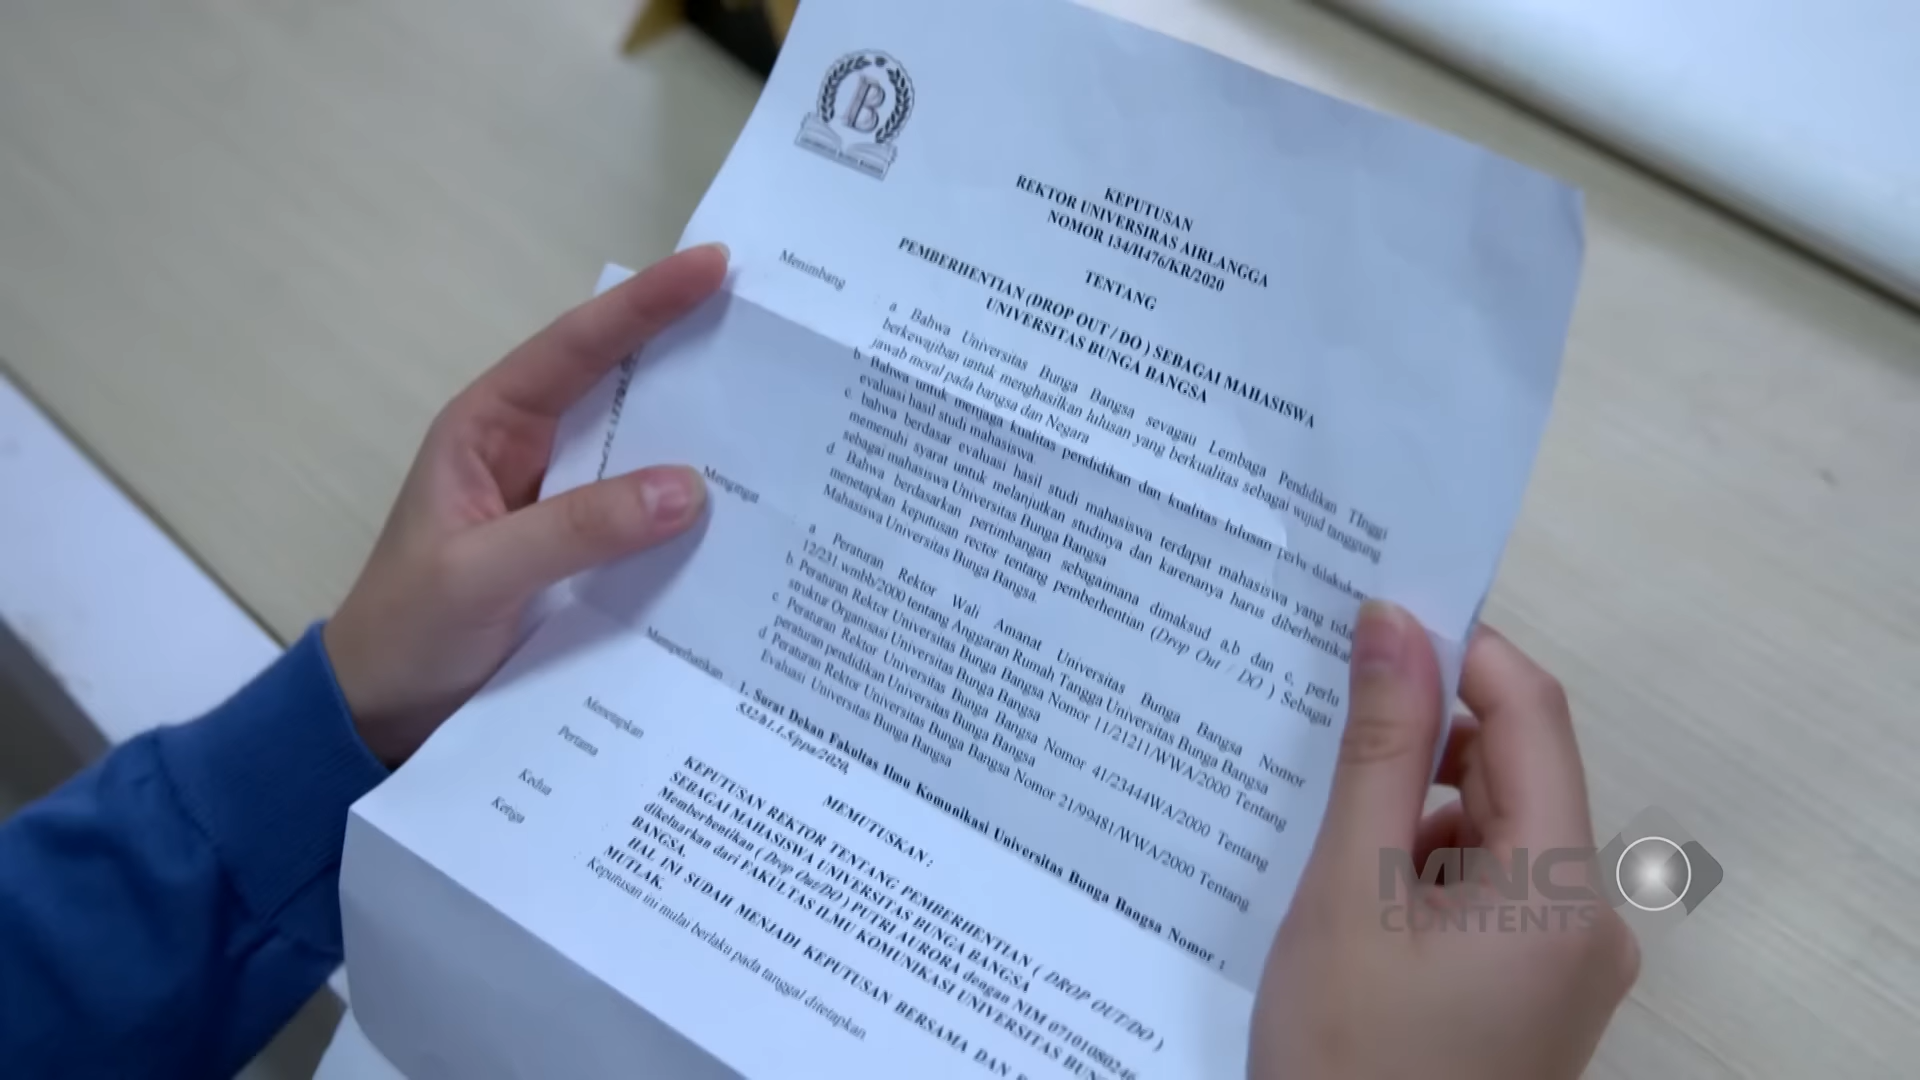 B
KEPUTUSAN
REKTOR UNIVERSIRAS AIRLANGGA
NOMOR 134/H476/KR/2020
TENTANG
PEMBERHENTIAN (DROP OUT / DO ) SEBAGAI MAHASISWA
UNIVERSITAS BUNGA BANGSA
Menimbang
a Bahwa Universitas Bunga Bangsa sevagau Lembaga Pendidikan TInggi
berkewajiban untuk menghasilkan lulusan yang berkualitas sebagai wujud tanggung
jawab moral pada bangsa dan Negara
b. Bahwa untuk menjaga kualitas pendidikan dan kualitas lulusan perlu dilakukan
evaluasi hasil studi mahasiswa.
c. bahwa berdasar evaluasi hasil studi mahasiswa terdapat mahasiswa yang
memenuhi syarat untuk melanjutkan studinya dan karenanya harus diberhentikan
sebagai mahasiswa Universitas Bunga Bangsa
d Bahwa berdasarkan pertimbangan sebagaimana dimaksud a,b dan c, perlu
menetapkan keputusan rector tentang pemberhentian (Drop Out / DO ) Sebagai
Mahasiswa Universitas Bunga Bangsa.
Mengingat
a Peraturan Rektor Wali Amanat Universitas Bunga Bangsa Nomor
12/231.wmbb/2000 tentang Anggaran Rumah Tangga Universitas Bunga Bangsa
b. Peraturan Rektor Universitas Bunga Bangsa Nomor 11/21211/WWA/2000 Tentang
struktur Organisasi Universitas Bunga Bangsa
c. Peraturan Rektor Universitas Bunga Bangsa Nomor 41/23444WA/2000 Tentang
peraturan pendidikan Universitas Bunga Bangsa
d Peraturan Rektor Universitas Bunga Bangsa Nomor 21/99481/WWA/2000 Tentang
Evaluasi Universitas Bunga Bangsa
Memperhatikan
1. Surat Dekan Fakultas Ilmu Komunikasi Universitas Bunga Bangsa Nomor :
MEMUTUSKAN :
Menetapkan
KEPUTUSAN REKTOR TENTANG PEMBERHENTIAN ( DROP OUT/DO )
SEBAGAI MAHASISWA UNIVERSITAS BUNGA BANGSA
Pertama
Memberhentikan ( Drop Out/DO ) PUTRI AURORA dengan NIM 07101080246
dikeluarkan dari FAKULTAS ILMU KOMUNIKASI UNIVERSITAS
BANGSA.
Kedua
HAL INI SUDAH MENJADI KEPUTUSAN BERSAMA DAN
MUTLAK.
Ketiga
Keputusan ini mulai berlaku pada tanggal ditetapkan
MNC
CONTENTS